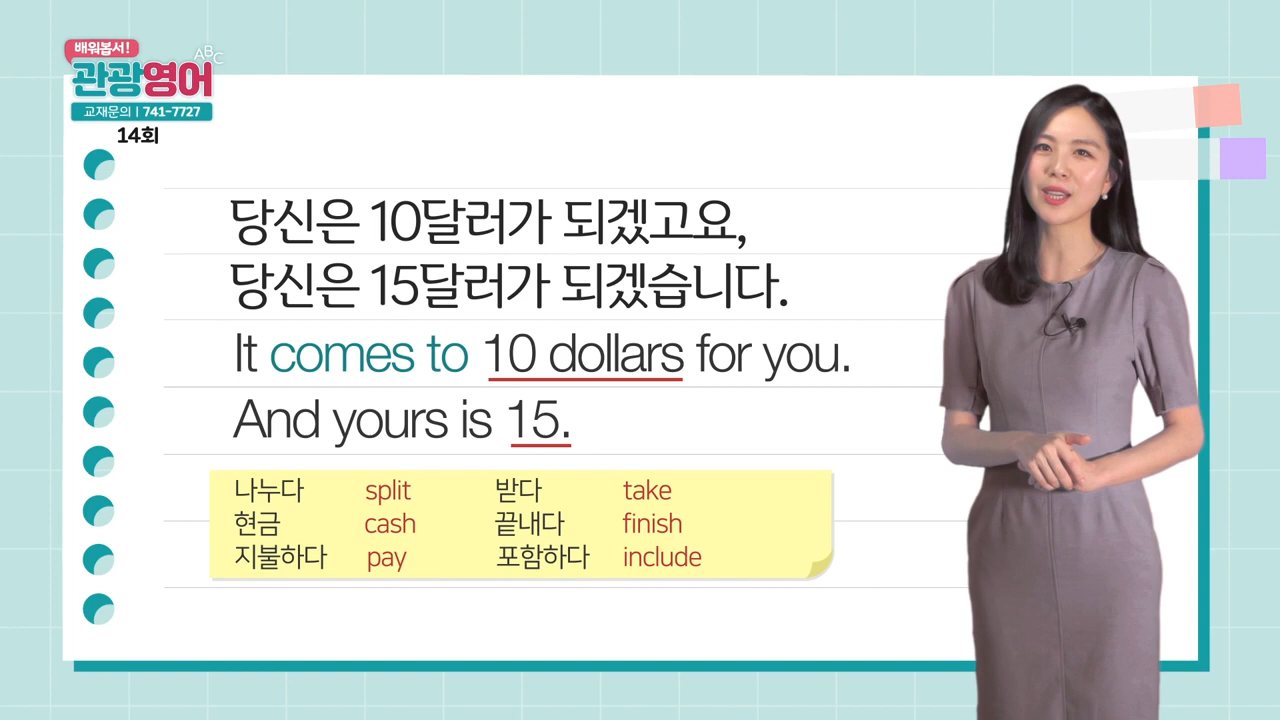 배워봅서!
ABC
관광영어
교재문의 | 741-7727
14회
당신은 10달러가 되겠고요,
당신은 15달러가 되겠습니다.
It comes to 10 dollars for you.
And yours is 15.
나누다 split 받다 take
현금 cash 끝내다 finish
지불하다 pay 포함하다 include